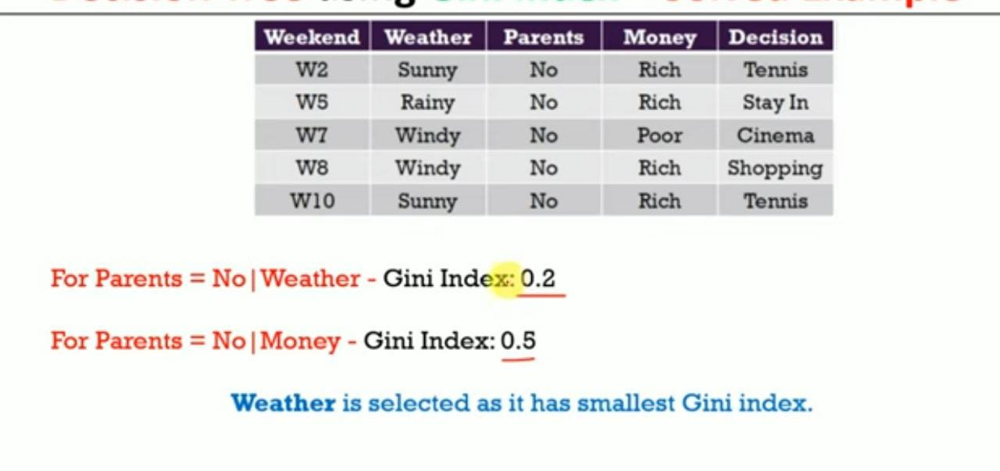 Weekend Weather Parents Money Decision
W2 Sunny No Rich Tennis
W5 Rainy No Rich Stay In
W7 Windy No Poor Cinema
W8 Windy No Rich Shopping
W10 Sunny No Rich Tennis
For Parents = No|Weather - Gini Index: 0.2
For Parents = No|Money - Gini Index: 0.5
Weather is selected as it has smallest Gini index.